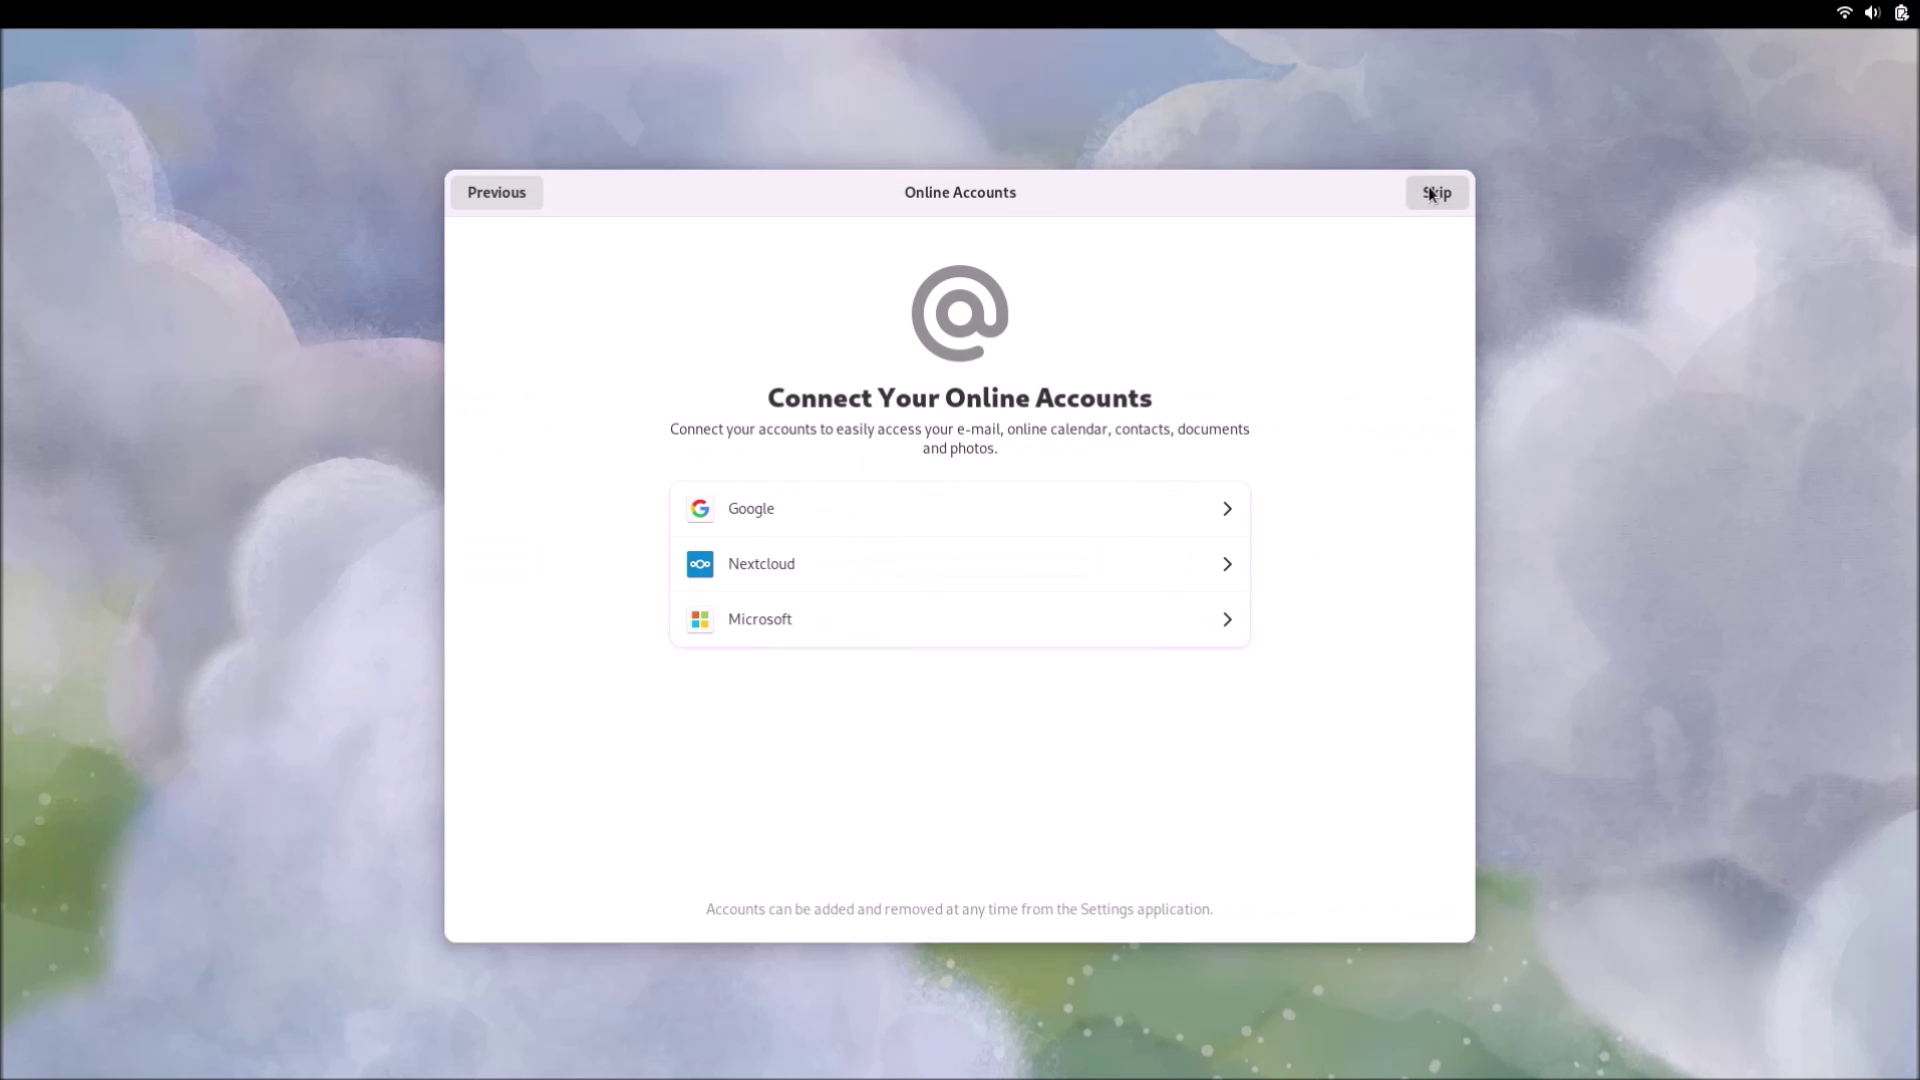 Previous
Online Accounts
Skip
Connect Your Online Accounts
Connect your accounts to easily access your e-mail, online calendar, contacts, documents
and photos.
Google
Nextcloud
Microsoft
Accounts can be added and removed at any time from the Settings application.